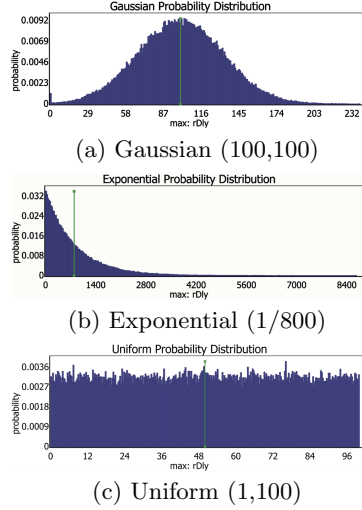 Gaussian Probability Distribution
probability
0.0092
0.0069
0.0046
0.0023
0
0 29 58 87 116 145 174 203 232
max: rDly
(a) Gaussian (100,100)
Exponential Probability Distribution
probability
0.032
0.024
0.016
0.008
0
0 1400 2800 4200 5600 7000 8400
max: rDly
(b) Exponential (1/800)
Uniform Probability Distribution
probability
0.0036
0.0027
0.0018
0.0009
0
0 12 24 36 48 60 72 84 96
max: rDly
(c) Uniform (1,100)